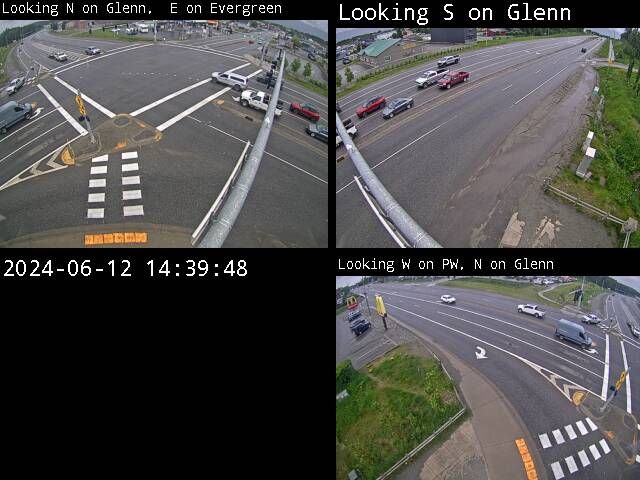 Looking N on Glenn,  E on Evergreen
Looking S on Glenn
2024-06-12 14:39:48
Looking W on PW, N on Glenn